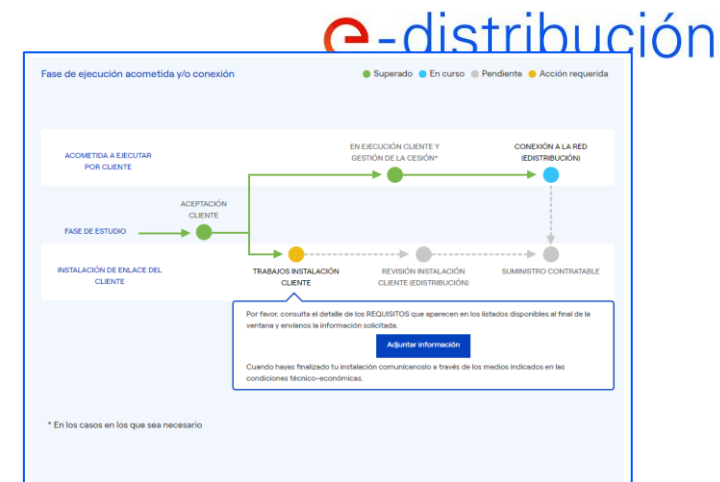 e-distribución
Fase de ejecución acometida y/o conexión
Superado En curso Pendiente Acción requerida
EN EJECUCIÓN CLIENTE Y
GESTIÓN DE LA CESIÓN*
CONEXIÓN A LA RED
(EDISTRIBUCIÓN)
ACOMETIDA A EJECUTAR
POR CLIENTE
ACEPTACIÓN
CLIENTE
FASE DE ESTUDIO
INSTALACIÓN DE ENLACE DEL
CLIENTE
TRABAJOS INSTALACIÓN
CLIENTE
REVISIÓN INSTALACIÓN
CLIENTE (EDISTRIBUCIÓN)
SUMINISTRO CONTRATABLE
Por favor, consulta el detalle de los REQUISITOS que aparecen en los listados disponibles al final de la
ventana y envíanos la información solicitada.
Adjuntar información
Cuando hayas finalizado tu instalación comunícanoslo a través de los medios indicados en las
condiciones técnico-económicas.
* En los casos en los que sea necesario